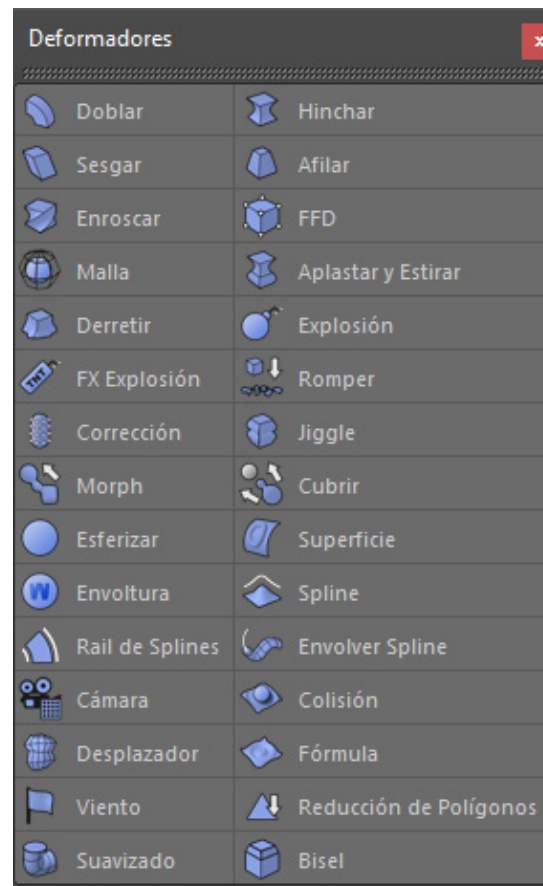 Deformadores
Doblar Hinchar
Sesgar Afilar
Enroscar FFD
Malla Aplastar y Estirar
Derretir Explosión
TNT FX Explosión Romper
Corrección Jiggle
Morph Cubrir
Esferizar Superficie
W Envoltura Spline
Rail de Splines Envolver Spline
Cámara Colisión
Desplazador Fórmula
Viento Reducción de Polígonos
Suavizado Bisel